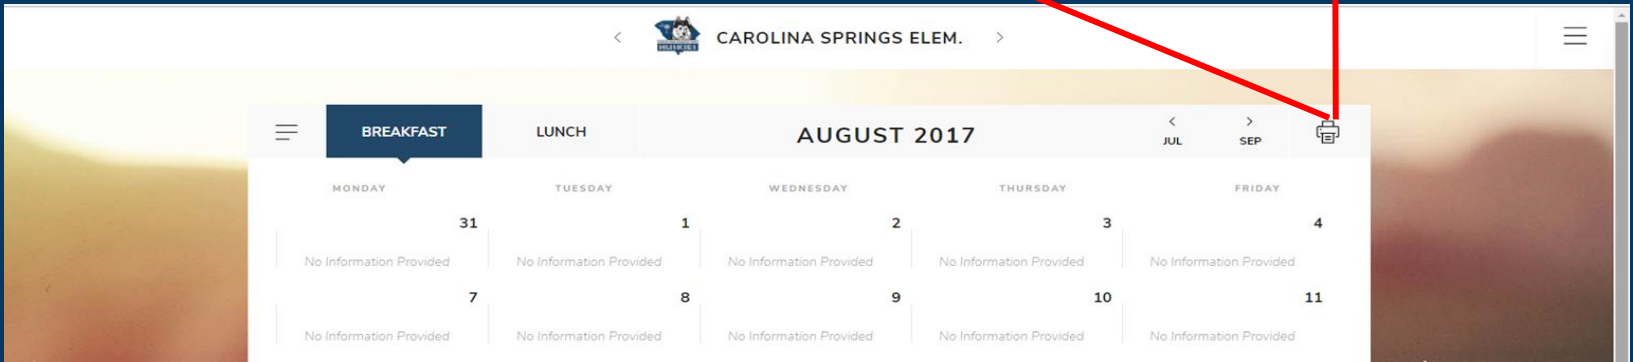 CAROLINA SPRINGS ELEM.
HUSKIES
BREAKFAST LUNCH AUGUST 2017 JUL SEP
MONDAY TUESDAY WEDNESDAY THURSDAY FRIDAY
31 1 2 3 4
No Information Provided No Information Provided No Information Provided No Information Provided No Information Provided
7 8 9 10 11
No Information Provided No Information Provided No Information Provided No Information Provided No Information Provided